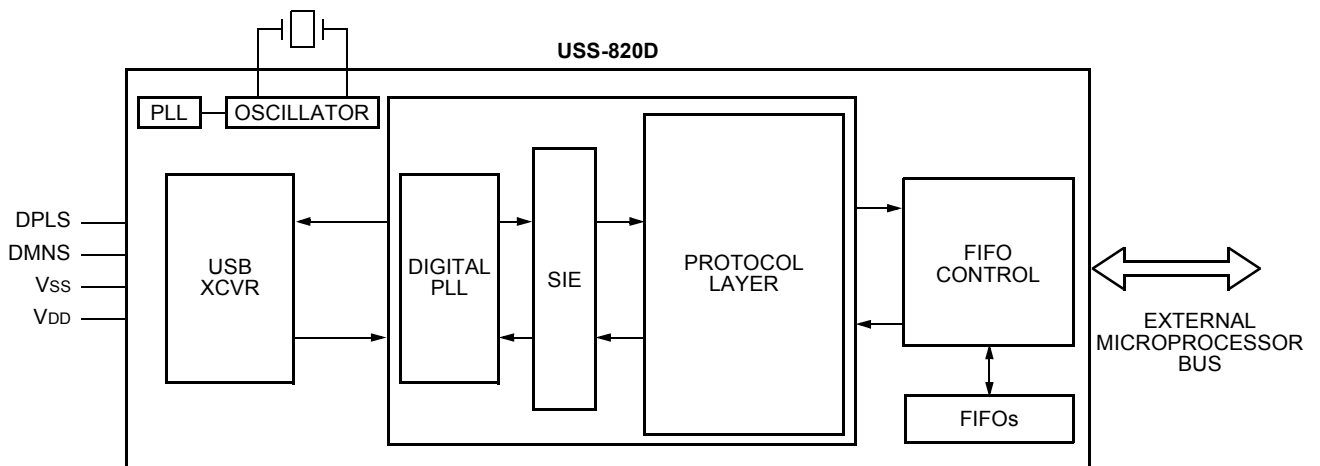 USS-820D
PLL
OSCILLATOR
DPLS
DMNS
VSS
VDD
USB
XCVR
DIGITAL
PLL
SIE
PROTOCOL
LAYER
FIFO
CONTROL
FIFOs
EXTERNAL
MICROPROCESSOR
BUS